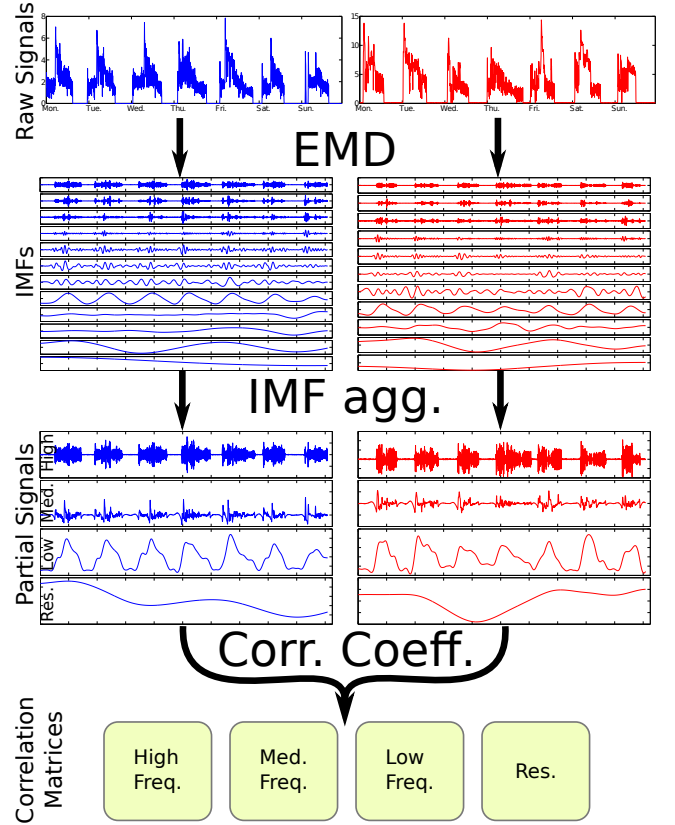 Raw Signals
8
6
4
2
0
Mon. Tue. Wed. Thu. Fri. Sat. Sun.
15
10
5
0
Mon. Tue. Wed. Thu. Fri. Sat. Sun.
EMD
IMFs
IMF agg.
Partial Signals
High
Med.
Low
Res.
Corr. Coeff.
Correlation
Matrices
High
Freq.
Med.
Freq.
Low
Freq.
Res.